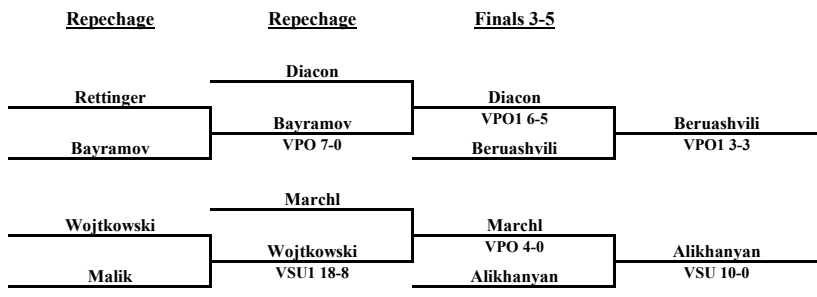 Repechage Repechage Finals 3-5
Diacon
Rettinger Diacon
VPO1 6-5
Bayramov Beruashvili
VPO 7-0 VPO1 3-3
Bayramov Beruashvili
Marchl
Wojtkowski Marchl
VPO 4-0
Wojtkowski Alikhanyan
VSU1 18-8 VSU 10-0
Malik Alikhanyan